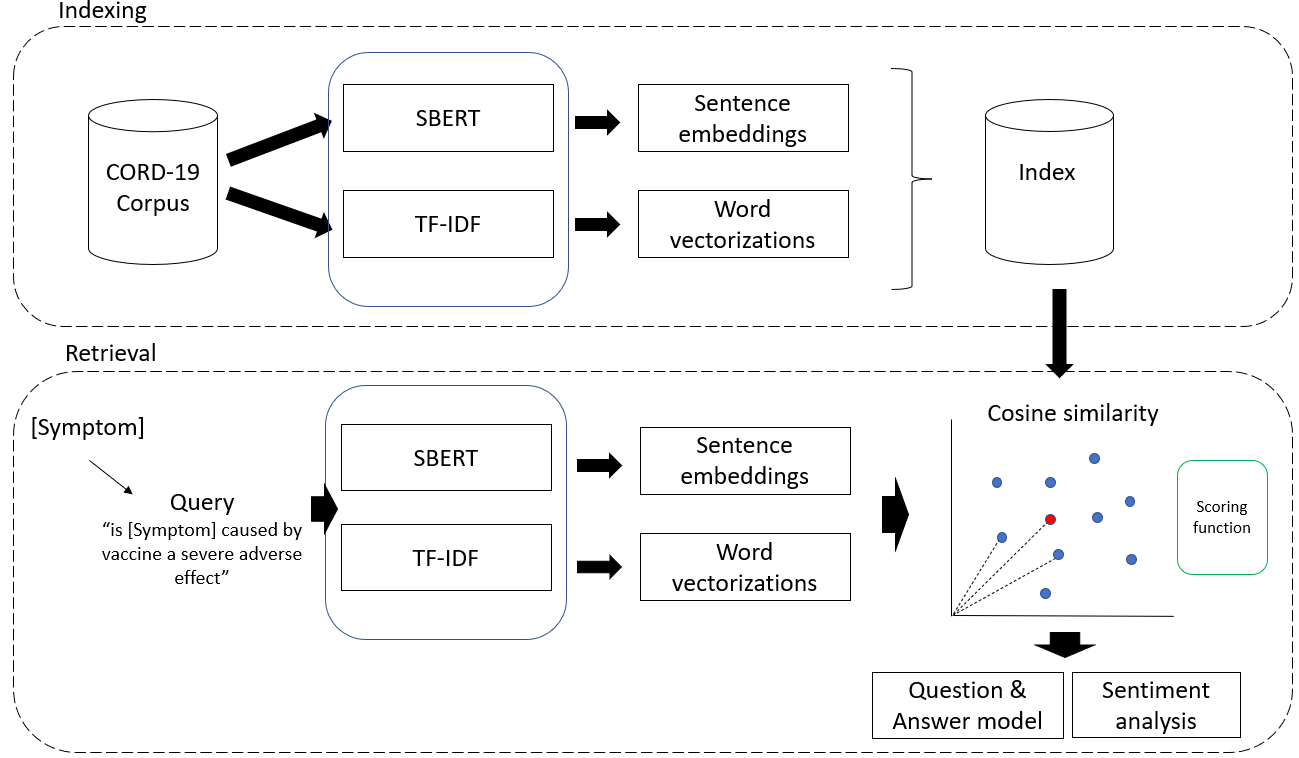 Indexing
CORD-19
Corpus
SBERT
TF-IDF
Sentence
embeddings
Word
vectorizations
Index
Retrieval
[Symptom]
Query
“is [Symptom] caused by
vaccine a severe adverse
effect”
SBERT
TF-IDF
Sentence
embeddings
Word
vectorizations
Cosine similarity
Scoring
function
Question &
Answer model
Sentiment
analysis